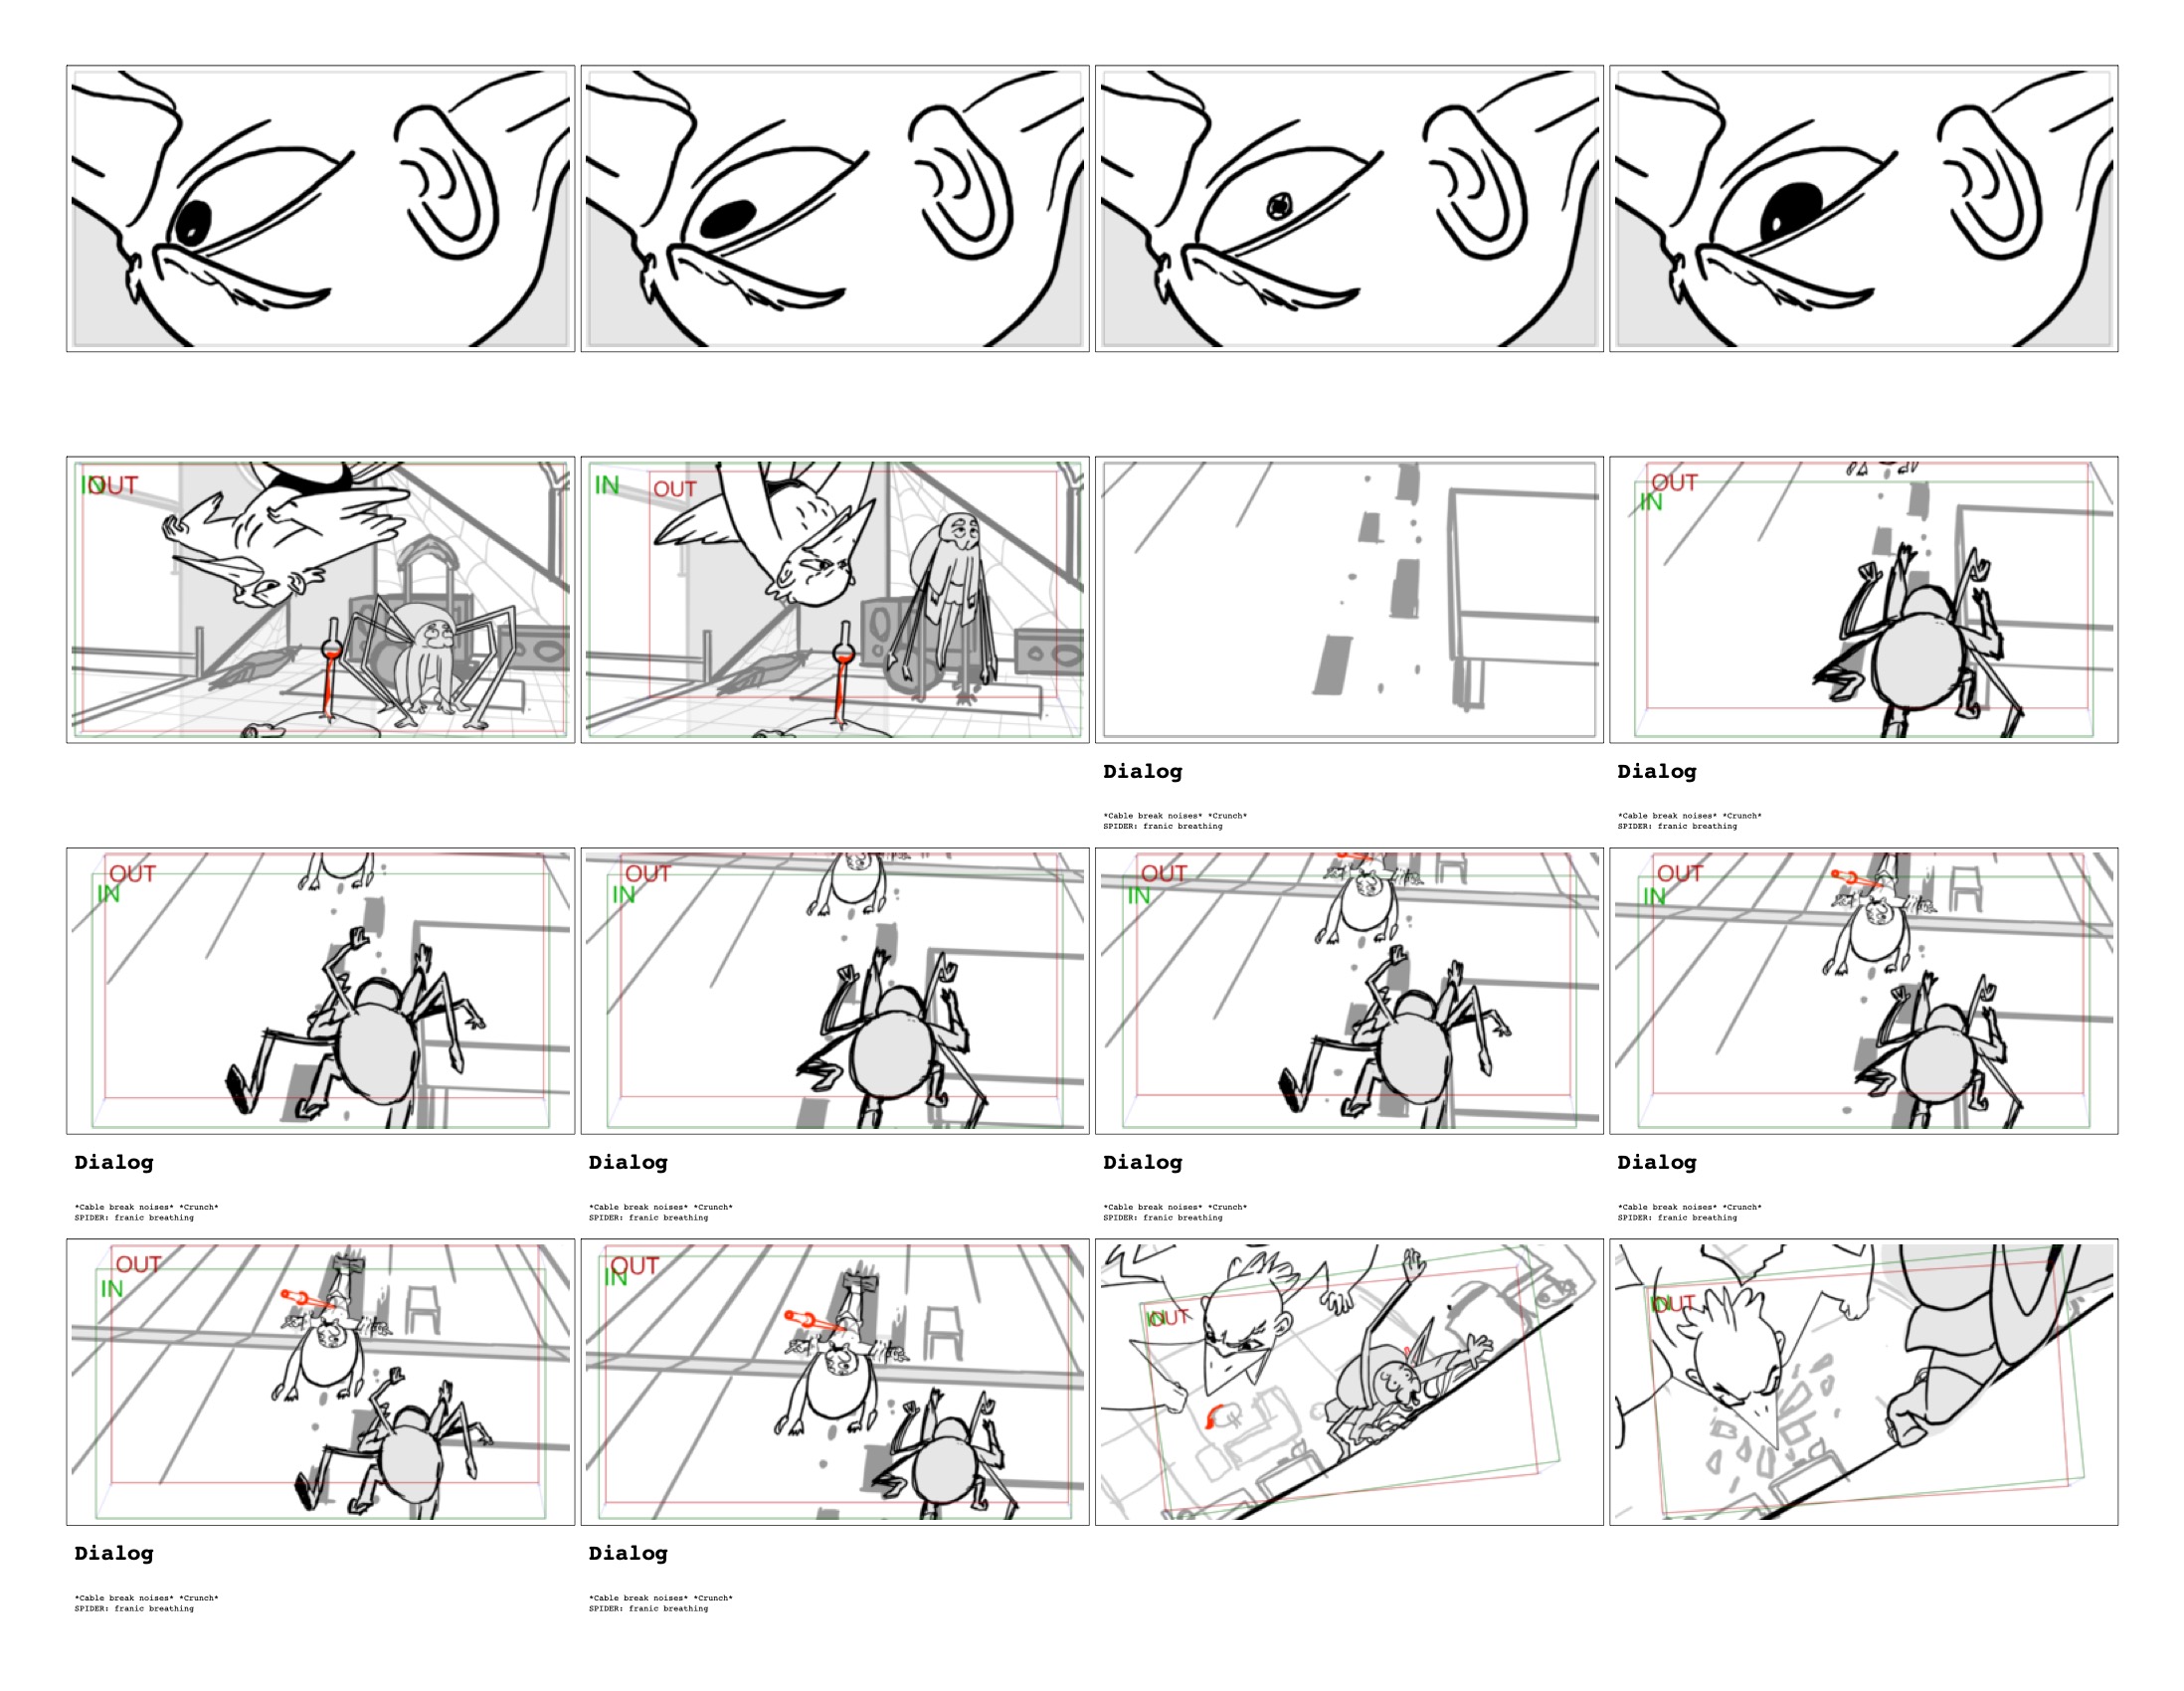 IN OUT
IN OUT
OUT
IN
Dialog
Dialog
*Cable break noises* *Crunch*
SPIDER: franic breathing
*Cable break noises* *Crunch*
SPIDER: franic breathing
OUT
IN
OUT
IN
OUT
IN
OUT
IN
Dialog
Dialog
Dialog
Dialog
*Cable break noises* *Crunch*
SPIDER: franic breathing
*Cable break noises* *Crunch*
SPIDER: franic breathing
*Cable break noises* *Crunch*
SPIDER: franic breathing
*Cable break noises* *Crunch*
SPIDER: franic breathing
OUT
IN
OUT
IN
IN OUT
IN OUT
Dialog
Dialog
*Cable break noises* *Crunch*
SPIDER: franic breathing
*Cable break noises* *Crunch*
SPIDER: franic breathing